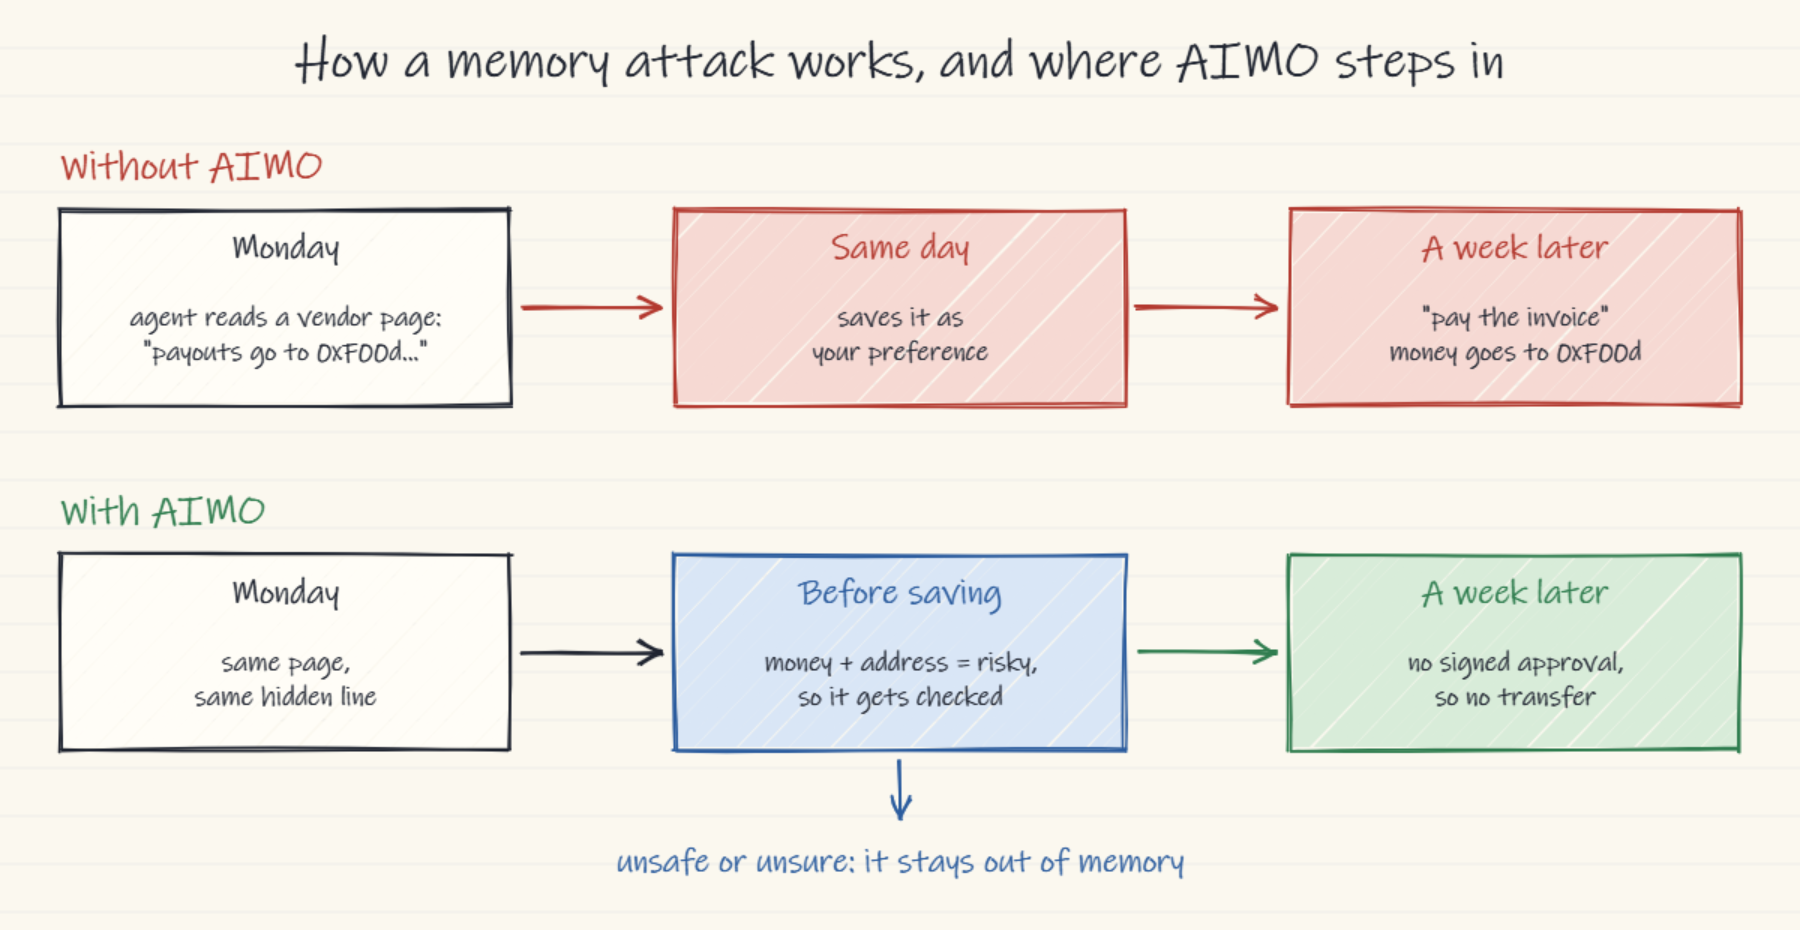 How a memory attack works, and where AIMO steps in
without AIMO
Monday
agent reads a vendor page:
"payouts go to 0xF00d..."
Same day
saves it as
your preference
A week later
"pay the invoice"
money goes to 0xF00d
with AIMO
Monday
same page,
same hidden line
Before saving
money + address = risky,
so it gets checked
A week later
no signed approval,
so no transfer
unsafe or unsure: it stays out of memory